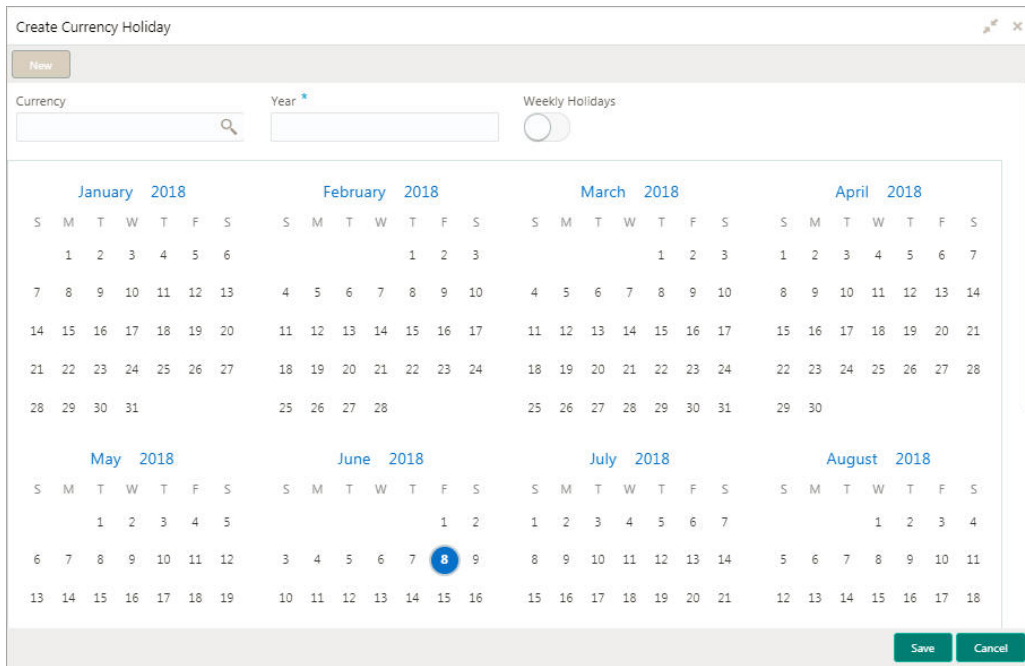 Create Currency Holiday
New
Currency Year * Weekly Holidays
January 2018 February 2018 March 2018 April 2018
S M T W T F S S M T W T F S S M T W T F S S M T W T F S
1 2 3 4 5 6 1 2 3 1 2 3 1 2 3 4 5 6 7
7 8 9 10 11 12 13 4 5 6 7 8 9 10 4 5 6 7 8 9 10 8 9 10 11 12 13 14
14 15 16 17 18 19 20 11 12 13 14 15 16 17 11 12 13 14 15 16 17 15 16 17 18 19 20 21
21 22 23 24 25 26 27 18 19 20 21 22 23 24 18 19 20 21 22 23 24 22 23 24 25 26 27 28
28 29 30 31 25 26 27 28 25 26 27 28 29 30 31 29 30
May 2018 June 2018 July 2018 August 2018
S M T W T F S S M T W T F S S M T W T F S S M T W T F S
1 2 3 4 5 1 2 1 2 3 4 5 6 7 1 2 3 4
6 7 8 9 10 11 12 3 4 5 6 7 8 9 8 9 10 11 12 13 14 5 6 7 8 9 10 11
13 14 15 16 17 18 19 10 11 12 13 14 15 16 15 16 17 18 19 20 21 12 13 14 15 16 17 18
Save Cancel